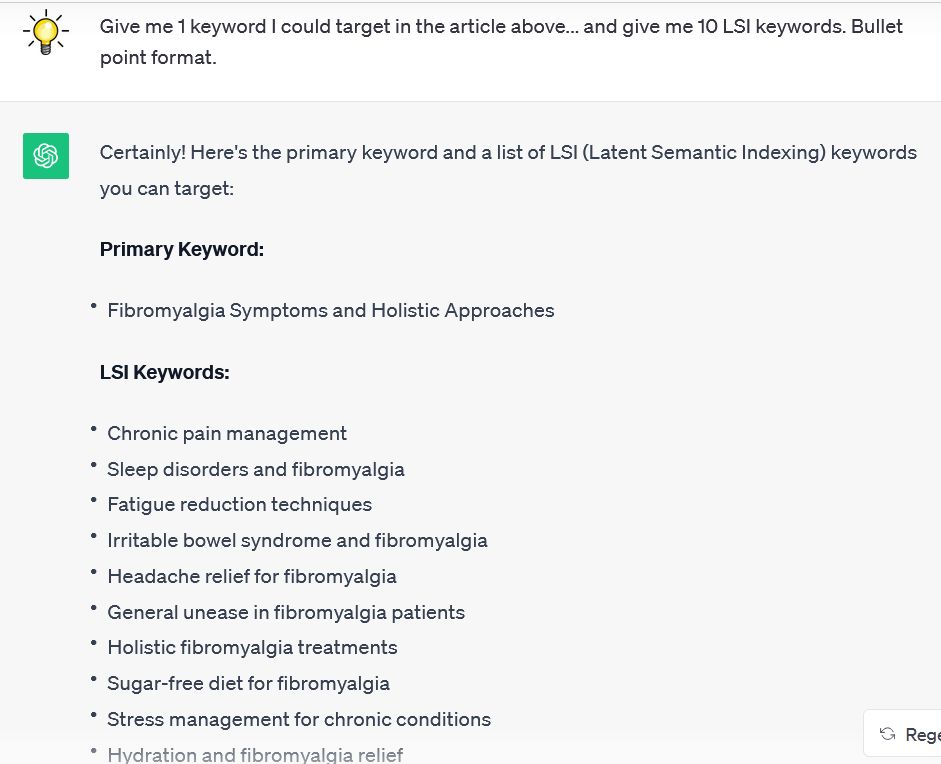 Give me 1 keyword I could target in the article above... and give me 10 LSI keywords. Bullet
point format.
Certainly! Here's the primary keyword and a list of LSI (Latent Semantic Indexing) keywords
you can target:
Primary Keyword:
• Fibromyalgia Symptoms and Holistic Approaches
LSI Keywords:
• Chronic pain management
• Sleep disorders and fibromyalgia
• Fatigue reduction techniques
• Irritable bowel syndrome and fibromyalgia
• Headache relief for fibromyalgia
• General unease in fibromyalgia patients
• Holistic fibromyalgia treatments
• Sugar-free diet for fibromyalgia
• Stress management for chronic conditions
• Hydration and fibromyalgia relief
Rege